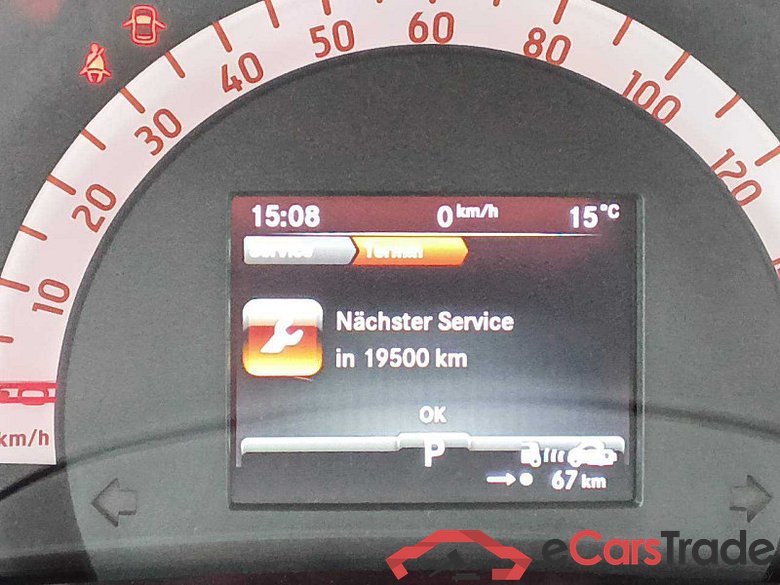 10
20
30
40
50
60
80
100
120
km/h
15:08 0 km/h 15 °C
Service Termin
Nächster Service
in 19500 km
OK
P
67 km
eCarsTrade